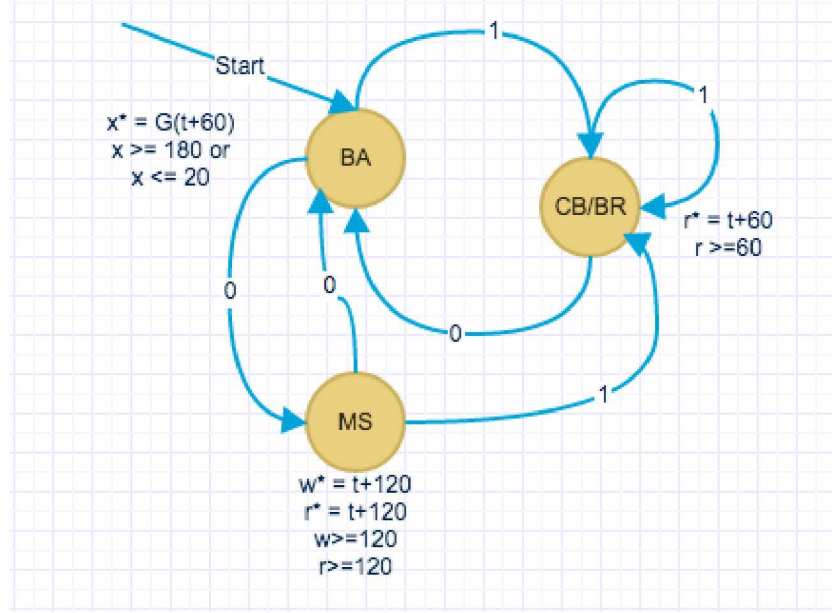 Start
1
1
x* = G(t+60)
x >= 180 or
x <= 20
BA
CB/BR
r* = t+60
r >=60
0
0
0
1
MS
w* = t+120
r* = t+120
w>=120
r>=120